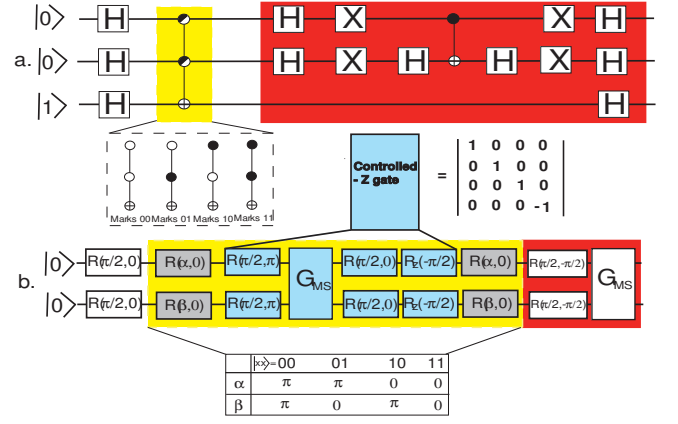 |0⟩ H H X X H
a. |0⟩ H H X H H X H
|1⟩ H H
Marks 00 Marks 01 Marks 10 Marks 11
Controlled
- Z gate
=
1 0 0 0
0 1 0 0
0 0 1 0
0 0 0 -1
b.
|0⟩ R(π/2,0) R(α,0) R(π/2,π) G_MS R(π/2,0) R_z(-π/2) R(α,0) R(π/2,-π/2) G_MS
|0⟩ R(π/2,0) R(β,0) R(π/2,π) R(π/2,0) R_z(-π/2) R(β,0) R(π/2,-π/2)
|xx⟩= 00 01 10 11
α π π 0 0
β π 0 π 0